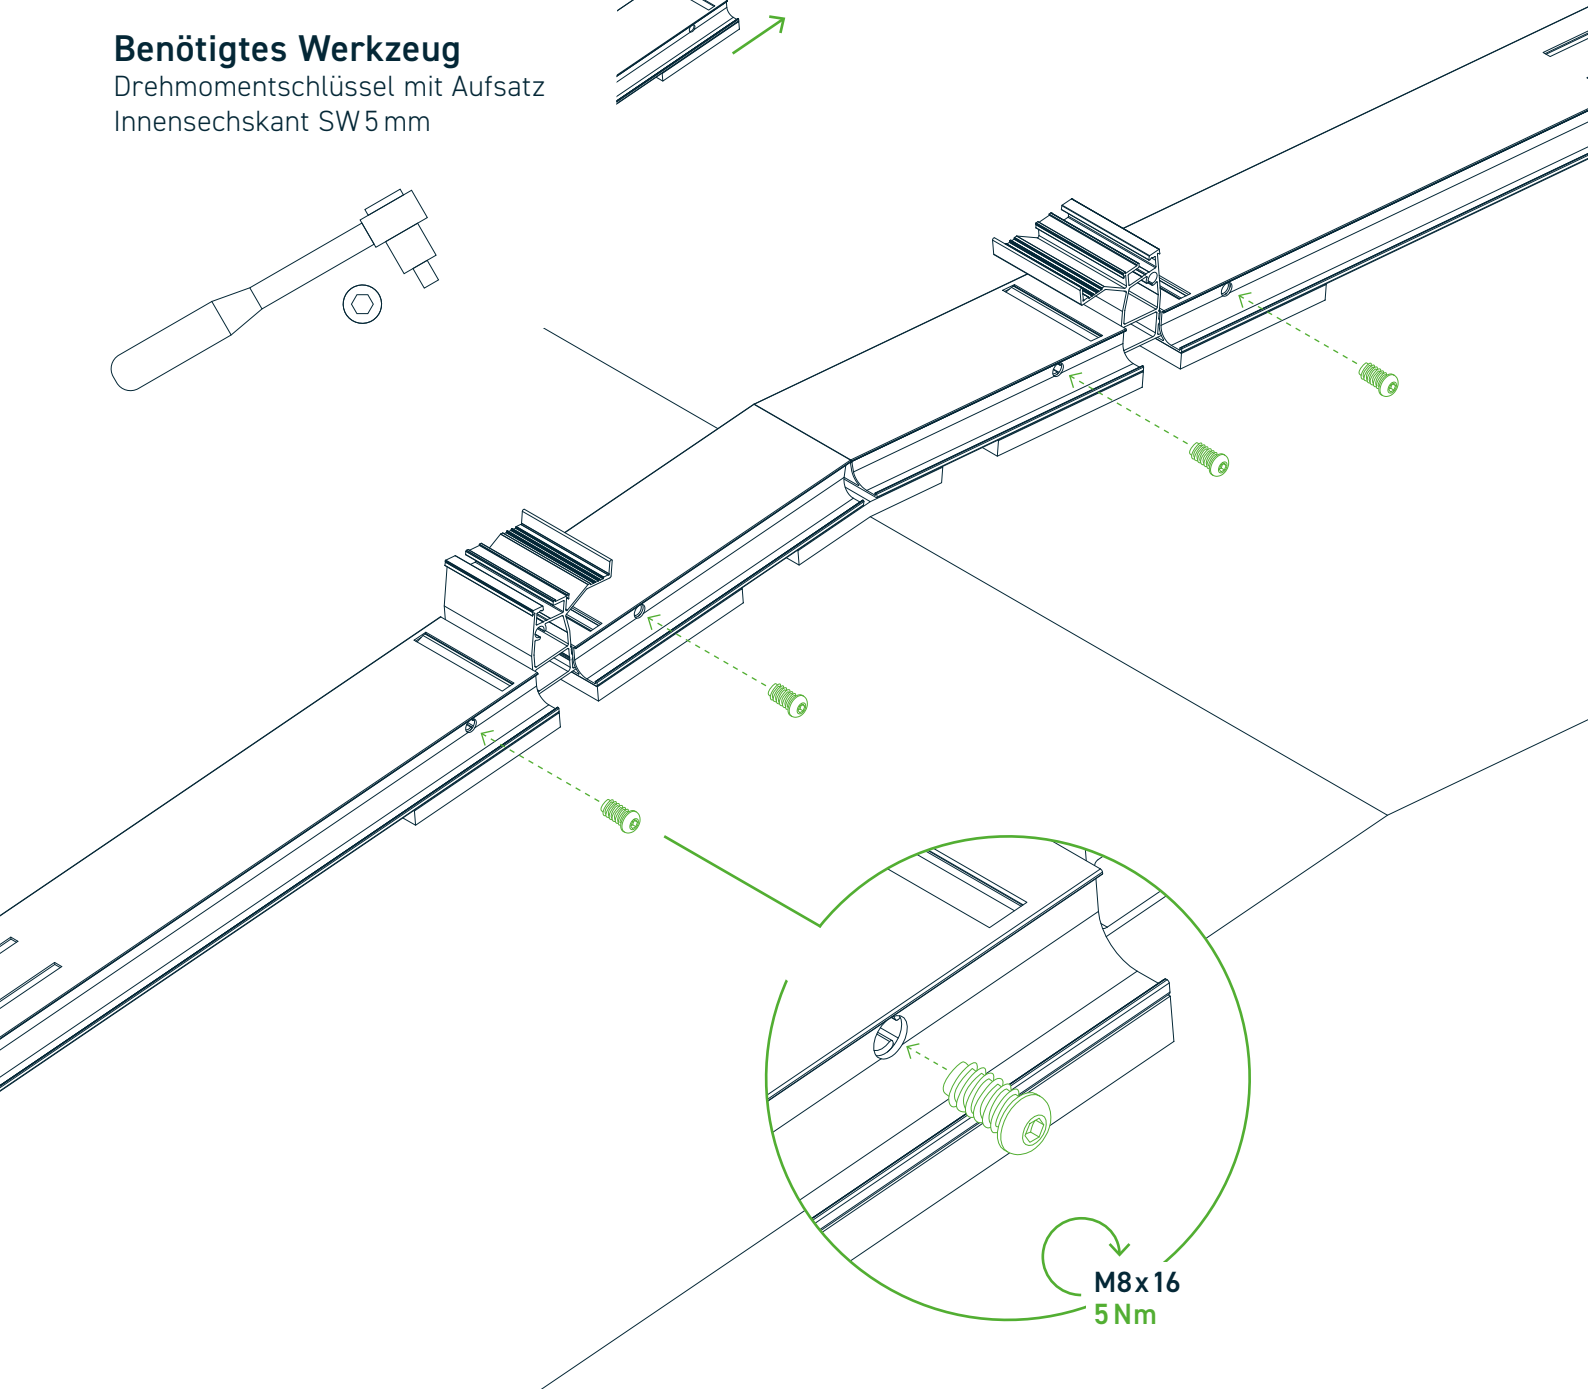 Benötigtes Werkzeug
Drehmomentschlüssel mit Aufsatz
Innensechskant SW 5 mm
M8 x 16
5 Nm